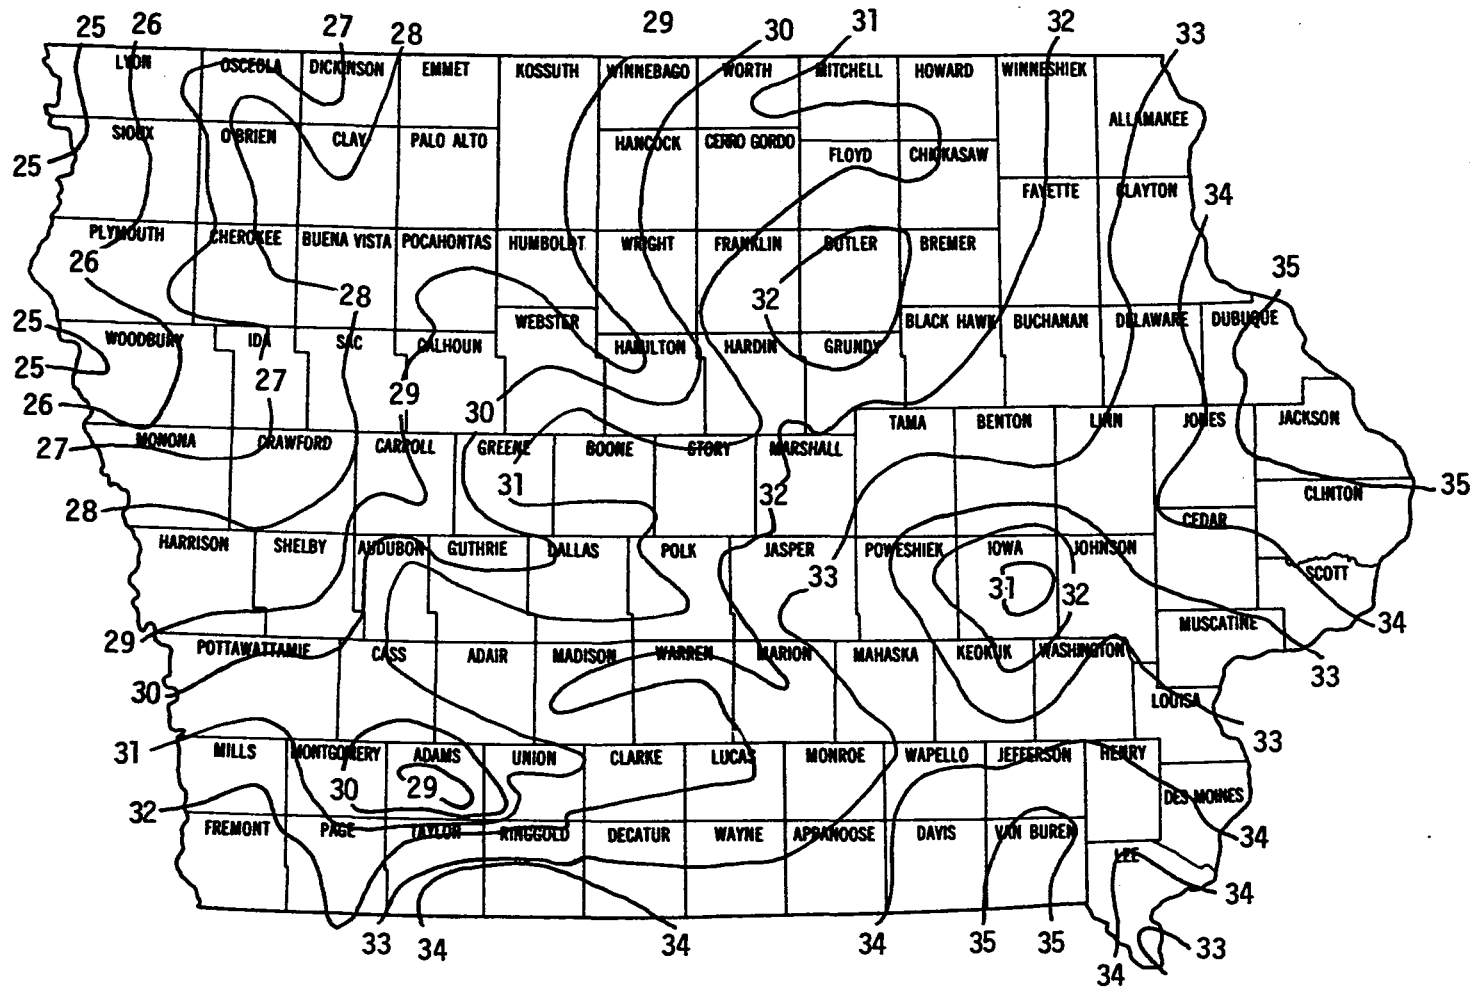 25 26 27 28 29 30 31 32 33
LYON OSCEOLA DICKINSON EMMET KOSSUTH WINNEBAGO WORTH MITCHELL HOWARD WINNESHIEK
ALLAMAKEE
SIOUX O'BRIEN CLAY PALO ALTO HANCOCK CERRO GORDO FLOYD CHICKASAW
25
FAYETTE CLAYTON 34
PLYMOUTH CHEROKEE BUENA VISTA POCAHONTAS HUMBOLDT WRIGHT FRANKLIN BUTLER BREMER
26 28 32 35
25 WOODBURY IDA SAC CALHOUN WEBSTER HAMILTON HARDIN GRUNDY BLACK HAWK BUCHANAN DELAWARE DUBUQUE
25 27 29
26 30
27 MONONA CRAWFORD CARROLL GREENE BOONE STORY MARSHALL TAMA BENTON LINN JONES JACKSON
31 32 CLINTON 35
28 CEDAR
HARRISON SHELBY AUDUBON GUTHRIE DALLAS POLK JASPER POWESHIEK IOWA JOHNSON SCOTT
33 31 32
29 MUSCATINE 34
POTTAWATTAMIE CASS ADAIR MADISON WARREN MARION MAHASKA KEOKUK WASHINGTON
30 33
LOUISA
31 33
MILLS MONTGOMERY ADAMS UNION CLARKE LUCAS MONROE WAPELLO JEFFERSON HENRY
30 29 DES MOINES
32
FREMONT PAGE TAYLOR RINGGOLD DECATUR WAYNE APPANOOSE DAVIS VAN BUREN 34
LEE
34
33 34 34 34 35 35 33
34